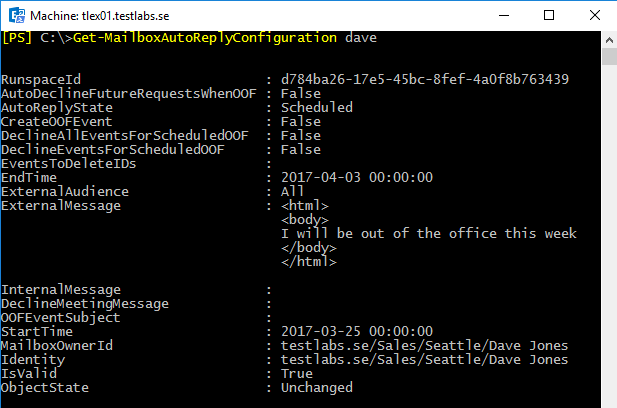 Machine: tlex01.testlabs.se
[PS] C:\>Get-MailboxAutoReplyConfiguration dave
RunspaceId : d784ba26-17e5-45bc-8fef-4a0f8b763439
AutoDeclineFutureRequestsWhenOOF : False
AutoReplyState : Scheduled
CreateOOFEvent : False
DeclineAllEventsForScheduledOOF : False
DeclineEventsForScheduledOOF : False
EventsToDeleteIDs :
EndTime : 2017-04-03 00:00:00
ExternalAudience : All
ExternalMessage : <html>
<body>
I will be out of the office this week
</body>
</html>
InternalMessage :
DeclineMeetingMessage :
OOFEventSubject :
StartTime : 2017-03-25 00:00:00
MailboxOwnerId : testlabs.se/Sales/Seattle/Dave Jones
Identity : testlabs.se/Sales/Seattle/Dave Jones
IsValid : True
ObjectState : Unchanged